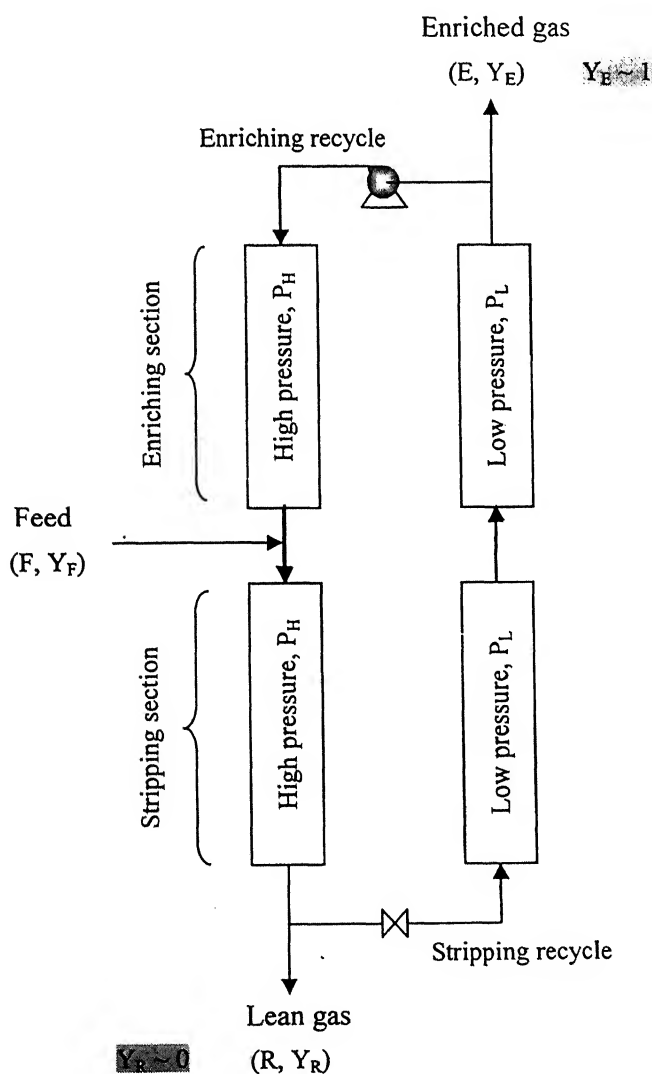 Enriched gas
(E, Y_E) Y_E ~ 1
Enriching recycle
Enriching section
High pressure, P_H
Low pressure, P_L
Feed
(F, Y_F)
Stripping section
High pressure, P_H
Low pressure, P_L
Stripping recycle
Lean gas
Y_R ~ 0 (R, Y_R)